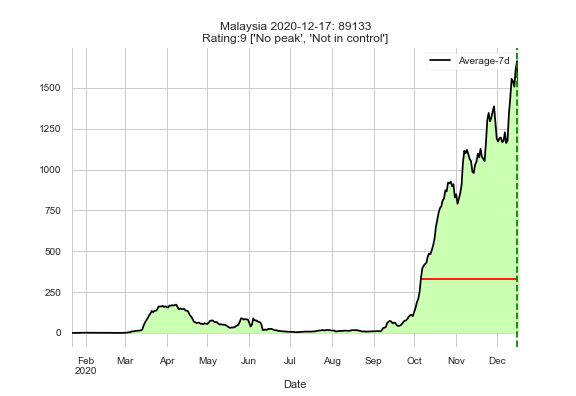 Malaysia 2020-12-17: 89133
Rating:9 ['No peak', 'Not in control']
Average-7d
1500
1250
1000
750
500
250
0
Feb Mar Apr May Jun Jul Aug Sep Oct Nov Dec
2020
Date